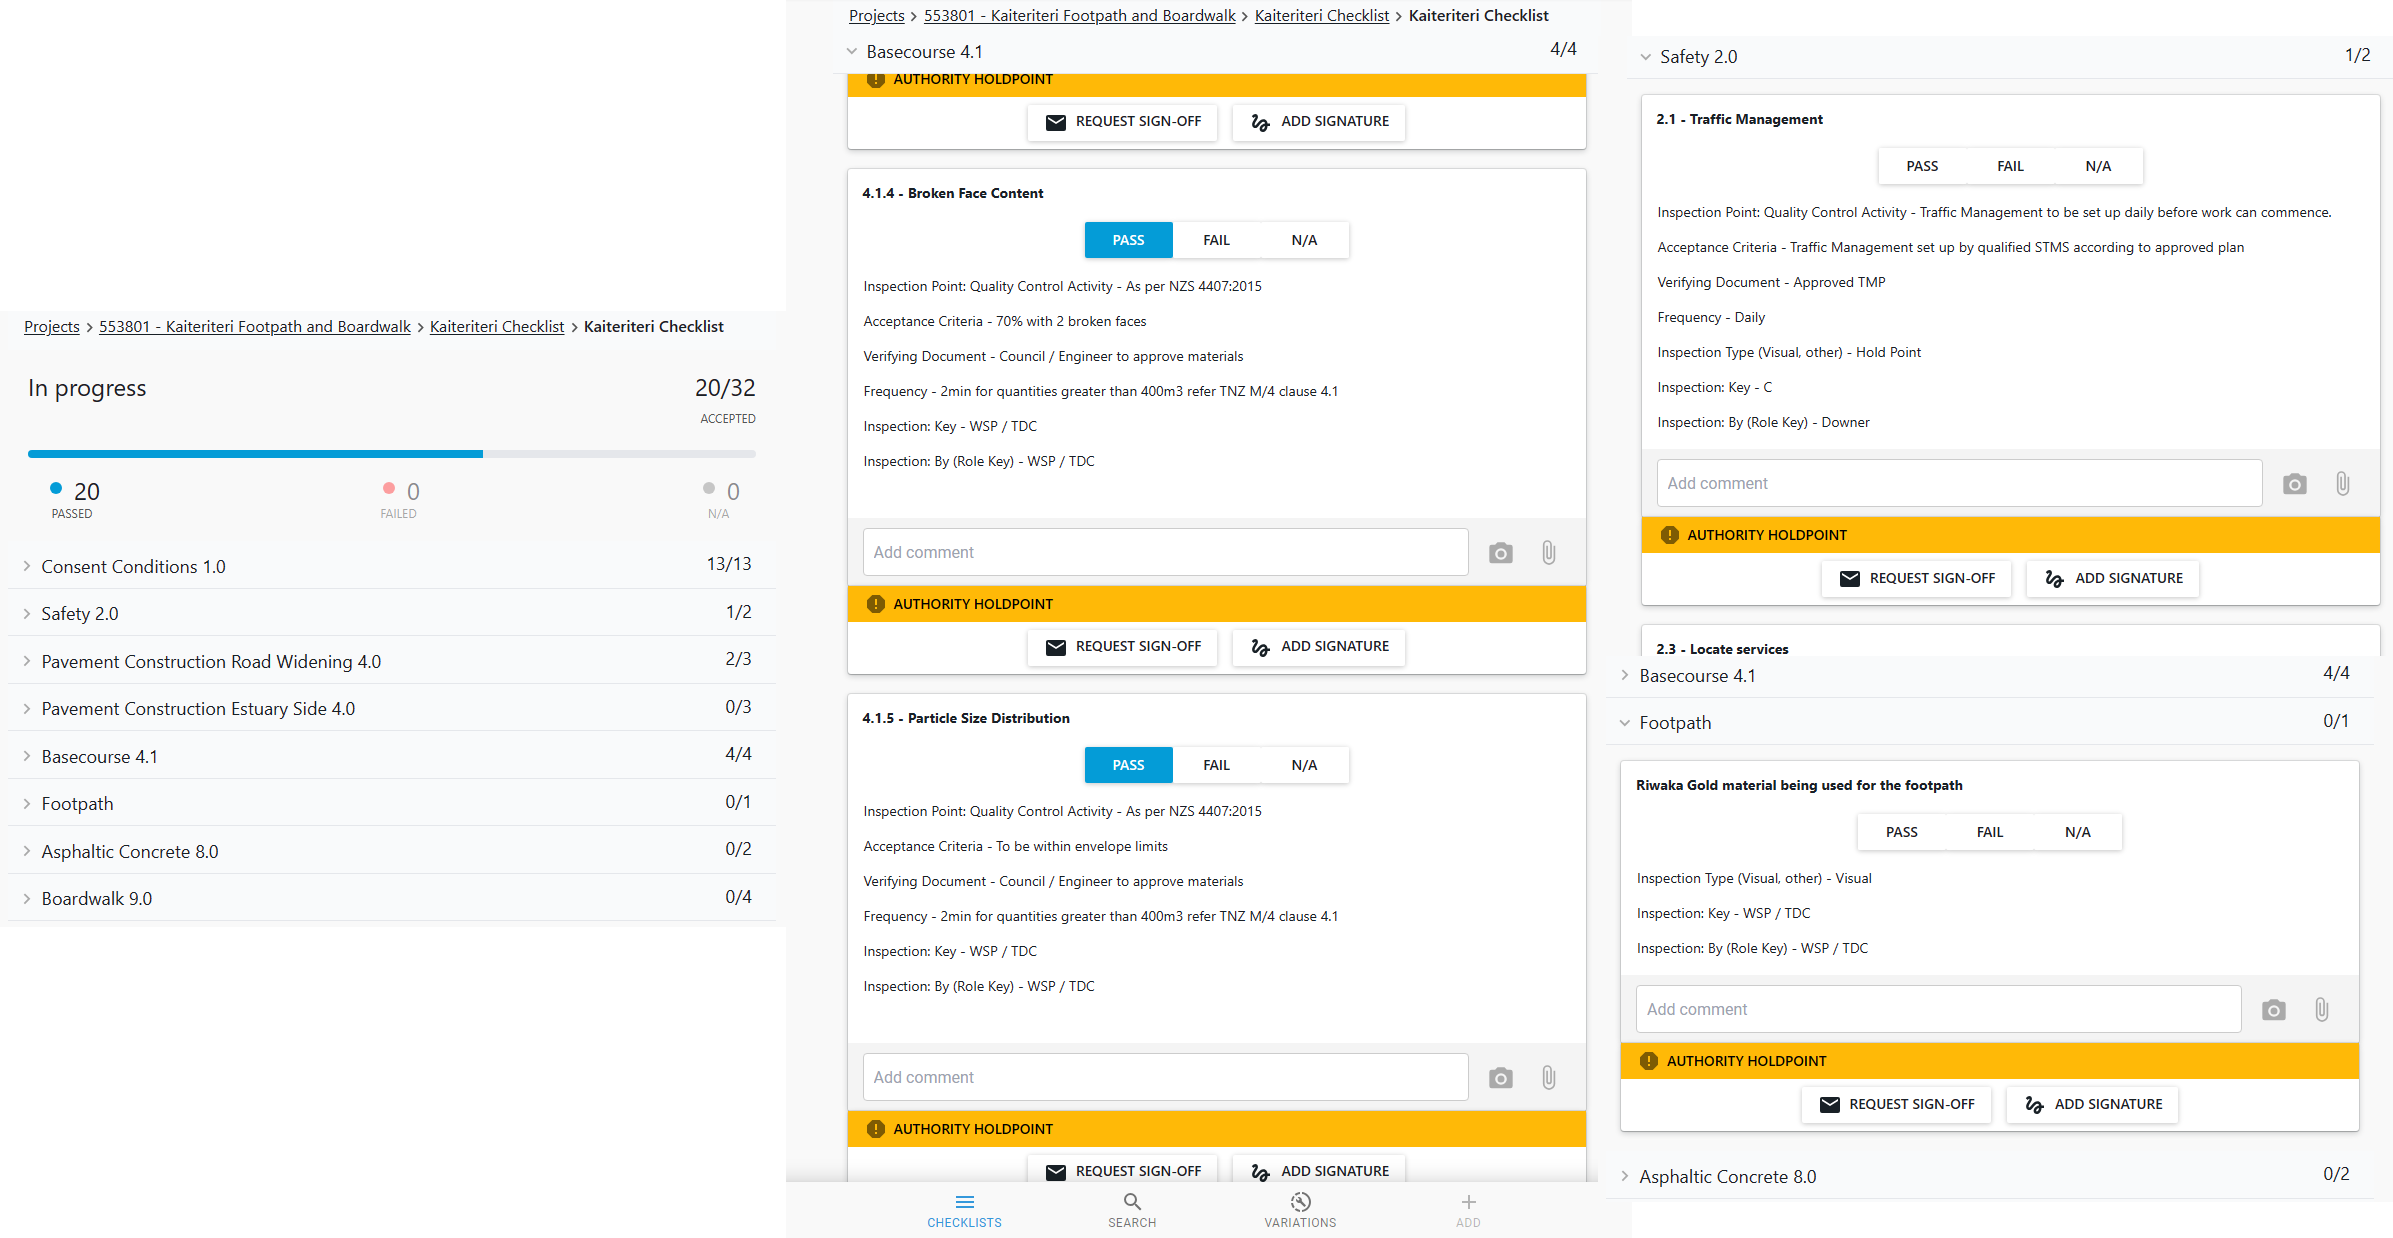 Projects > 553801 - Kaiteriteri Footpath and Boardwalk > Kaiteriteri Checklist > Kaiteriteri Checklist
In progress
20/32
ACCEPTED
20
PASSED
0
FAILED
0
N/A
Consent Conditions 1.0 13/13
Safety 2.0 1/2
Pavement Construction Road Widening 4.0 2/3
Pavement Construction Estuary Side 4.0 0/3
Basecourse 4.1 4/4
Footpath 0/1
Asphaltic Concrete 8.0 0/2
Boardwalk 9.0 0/4
Projects > 553801 - Kaiteriteri Footpath and Boardwalk > Kaiteriteri Checklist > Kaiteriteri Checklist
Basecourse 4.1 4/4
AUTHORITY HOLDPOINT
REQUEST SIGN-OFF ADD SIGNATURE
4.1.4 - Broken Face Content
PASS FAIL N/A
Inspection Point: Quality Control Activity - As per NZS 4407:2015
Acceptance Criteria - 70% with 2 broken faces
Verifying Document - Council / Engineer to approve materials
Frequency - 2min for quantities greater than 400m3 refer TNZ M/4 clause 4.1
Inspection: Key - WSP / TDC
Inspection: By (Role Key) - WSP / TDC
Add comment
AUTHORITY HOLDPOINT
REQUEST SIGN-OFF ADD SIGNATURE
4.1.5 - Particle Size Distribution
PASS FAIL N/A
Inspection Point: Quality Control Activity - As per NZS 4407:2015
Acceptance Criteria - To be within envelope limits
Verifying Document - Council / Engineer to approve materials
Frequency - 2min for quantities greater than 400m3 refer TNZ M/4 clause 4.1
Inspection: Key - WSP / TDC
Inspection: By (Role Key) - WSP / TDC
Add comment
AUTHORITY HOLDPOINT
REQUEST SIGN-OFF ADD SIGNATURE
CHECKLISTS SEARCH VARIATIONS ADD
Safety 2.0 1/2
2.1 - Traffic Management
PASS FAIL N/A
Inspection Point: Quality Control Activity - Traffic Management to be set up daily before work can commence.
Acceptance Criteria - Traffic Management set up by qualified STMS according to approved plan
Verifying Document - Approved TMP
Frequency - Daily
Inspection Type (Visual, other) - Hold Point
Inspection: Key - C
Inspection: By (Role Key) - Downer
Add comment
AUTHORITY HOLDPOINT
REQUEST SIGN-OFF ADD SIGNATURE
2.3 - Locate services
Basecourse 4.1 4/4
Footpath 0/1
Riwaka Gold material being used for the footpath
PASS FAIL N/A
Inspection Type (Visual, other) - Visual
Inspection: Key - WSP / TDC
Inspection: By (Role Key) - WSP / TDC
Add comment
AUTHORITY HOLDPOINT
REQUEST SIGN-OFF ADD SIGNATURE
Asphaltic Concrete 8.0 0/2